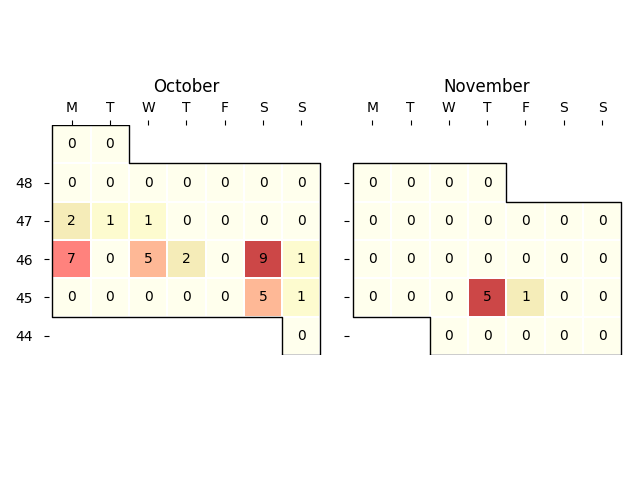 October November
M T W T F S S M T W T F S S
0 0
48 0 0 0 0 0 0 0 0 0 0 0
47 2 1 1 0 0 0 0 0 0 0 0 0 0 0
46 7 0 5 2 0 9 1 0 0 0 0 0 0 0
45 0 0 0 0 0 5 1 0 0 0 5 1 0 0
44 0 0 0 0 0 0